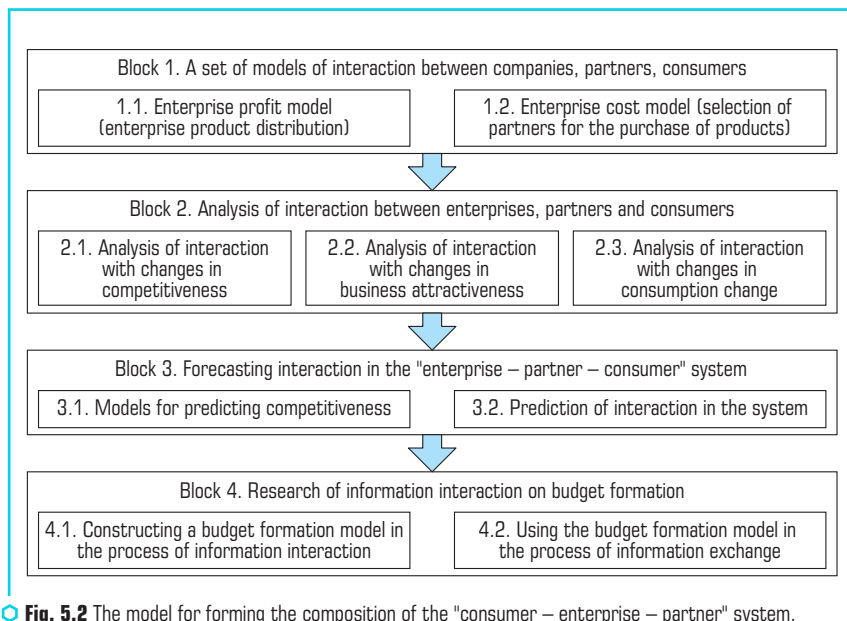 Block 1. A set of models of interaction between companies, partners, consumers
1.1. Enterprise profit model
(enterprise product distribution)
1.2. Enterprise cost model (selection of
partners for the purchase of products)
Block 2. Analysis of interaction between enterprises, partners and consumers
2.1. Analysis of interaction
with changes in
competitiveness
2.2. Analysis of interaction
with changes in
business attractiveness
2.3. Analysis of interaction
with changes in
consumption change
Block 3. Forecasting interaction in the "enterprise – partner – consumer" system
3.1. Models for predicting competitiveness
3.2. Prediction of interaction in the system
Block 4. Research of information interaction on budget formation
4.1. Constructing a budget formation model in
the process of information interaction
4.2. Using the budget formation model in
the process of information exchange
Fig. 5.2 The model for forming the composition of the "consumer – enterprise – partner" system.